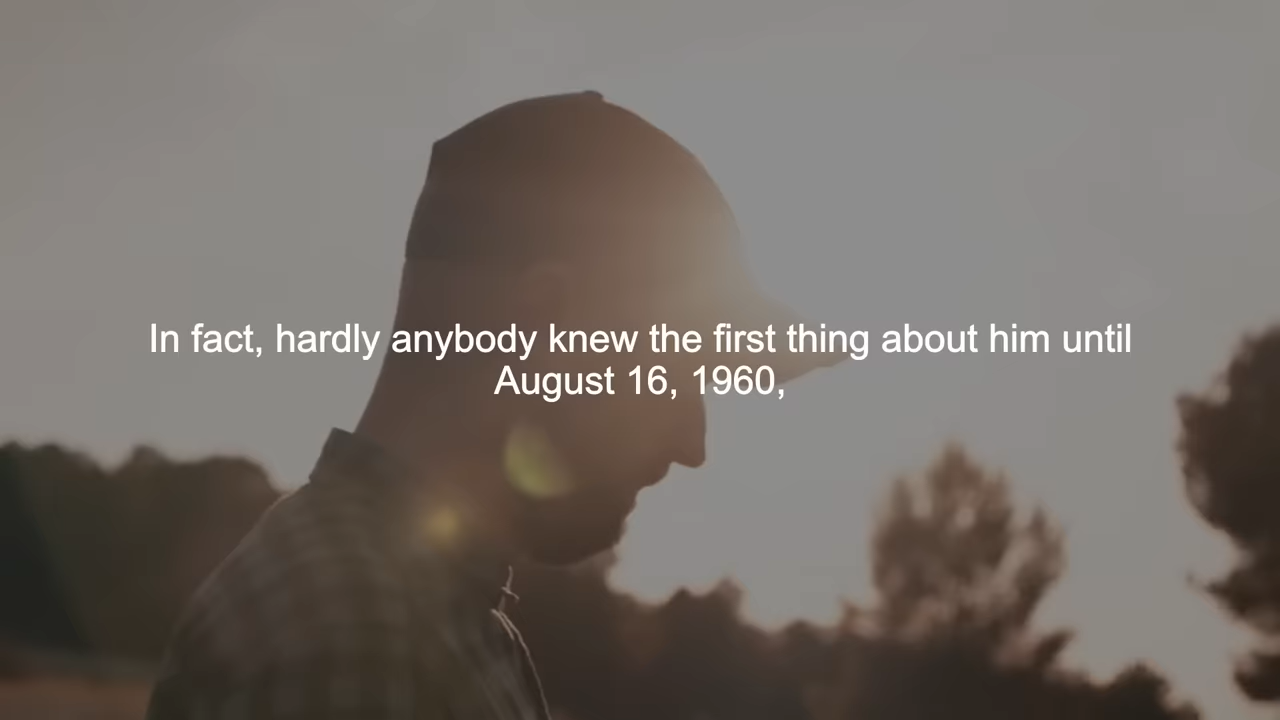 In fact, hardly anybody knew the first thing about him until
August 16, 1960,